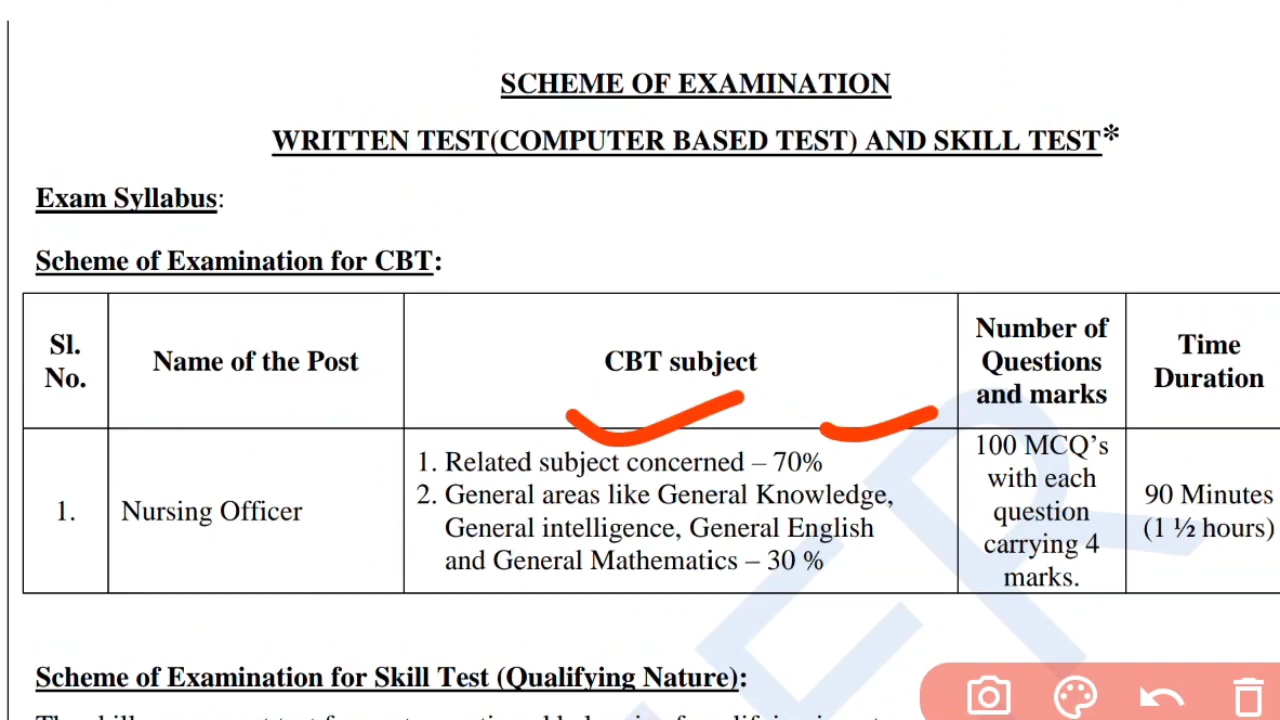 SCHEME OF EXAMINATION
WRITTEN TEST(COMPUTER BASED TEST) AND SKILL TEST*
Exam Syllabus:
Scheme of Examination for CBT:
Sl. No.
Name of the Post
CBT subject
Number of
Questions
and marks
Time
Duration
1.
Nursing Officer
1. Related subject concerned – 70%
2. General areas like General Knowledge,
General intelligence, General English
and General Mathematics – 30 %
100 MCQ's
with each
question
carrying 4
marks.
90 Minutes
(1 ½ hours)
Scheme of Examination for Skill Test (Qualifying Nature):